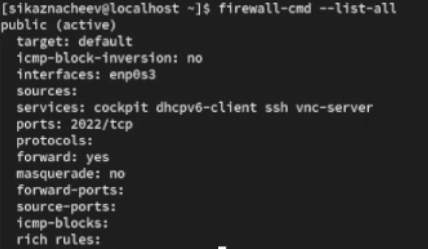 [sikaznacheev@localhost ~]$ firewall-cmd --list-all
public (active)
target: default
icmp-block-inversion: no
interfaces: enp0s3
sources:
services: cockpit dhcpv6-client ssh vnc-server
ports: 2022/tcp
protocols:
forward: yes
masquerade: no
forward-ports:
source-ports:
icmp-blocks:
rich rules: